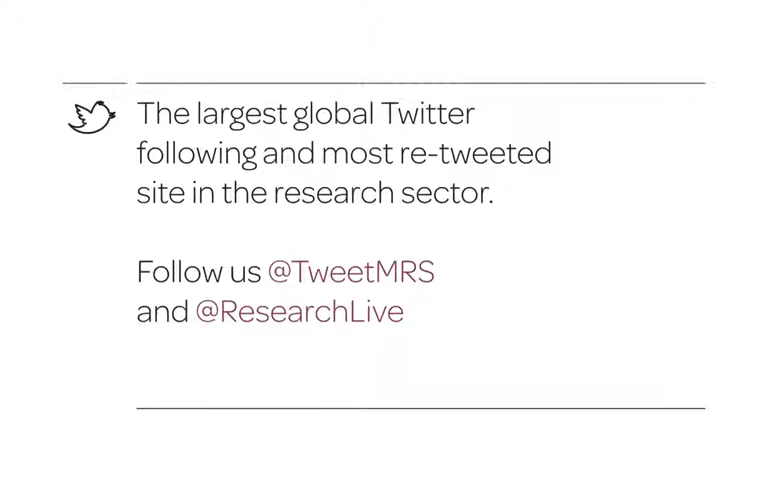 The largest global Twitter
following and most re-tweeted
site in the research sector.
Follow us @TweetMRS
and @ResearchLive